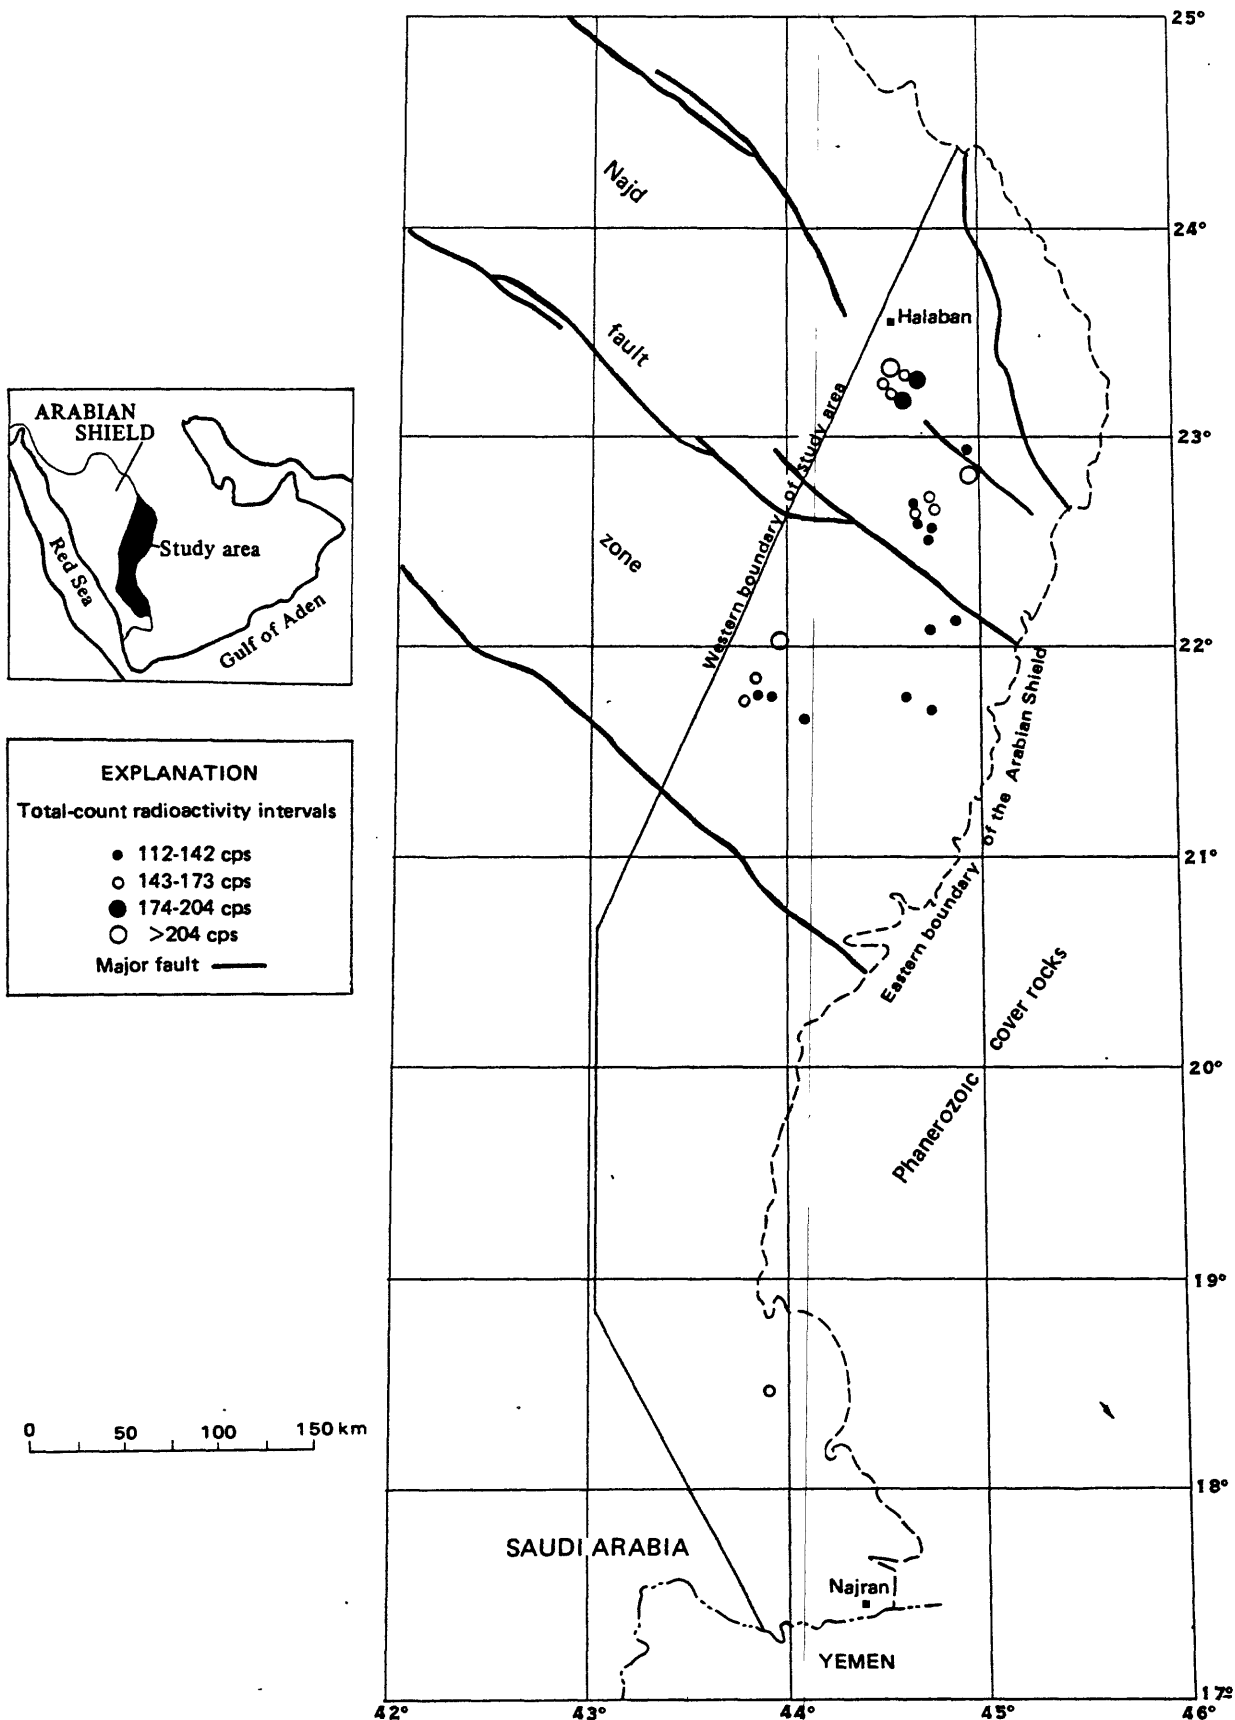 25°
Najd
24°
Halaban
fault
Western boundary of study area
23°
ARABIAN
SHIELD
Study area
Red Sea
Gulf of Aden
zone
22°
EXPLANATION
Total-count radioactivity intervals
112-142 cps
143-173 cps
174-204 cps
>204 cps
Major fault
Eastern boundary of the Arabian Shield
21°
Phanerozoic cover rocks
20°
19°
0 50 100 150 km
18°
SAUDI ARABIA
Najran
YEMEN
17°
42° 43° 44° 45° 46°